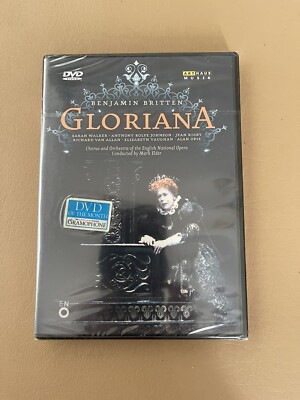 DVD
VIDEO
ARTHAUS
MUSIK
BENJAMIN BRITTEN
GLORIANA
SARAH WALKER · ANTHONY ROLFE JOHNSON · JEAN RIGBY
RICHARD VAN ALLAN · ELIZABETH VAUGHAN · ALAN OPIE
Chorus and Orchestra of the English National Opera
Conducted by Mark Elder
DVD
OF THE MONTH
GRAMOPHONE
ENO